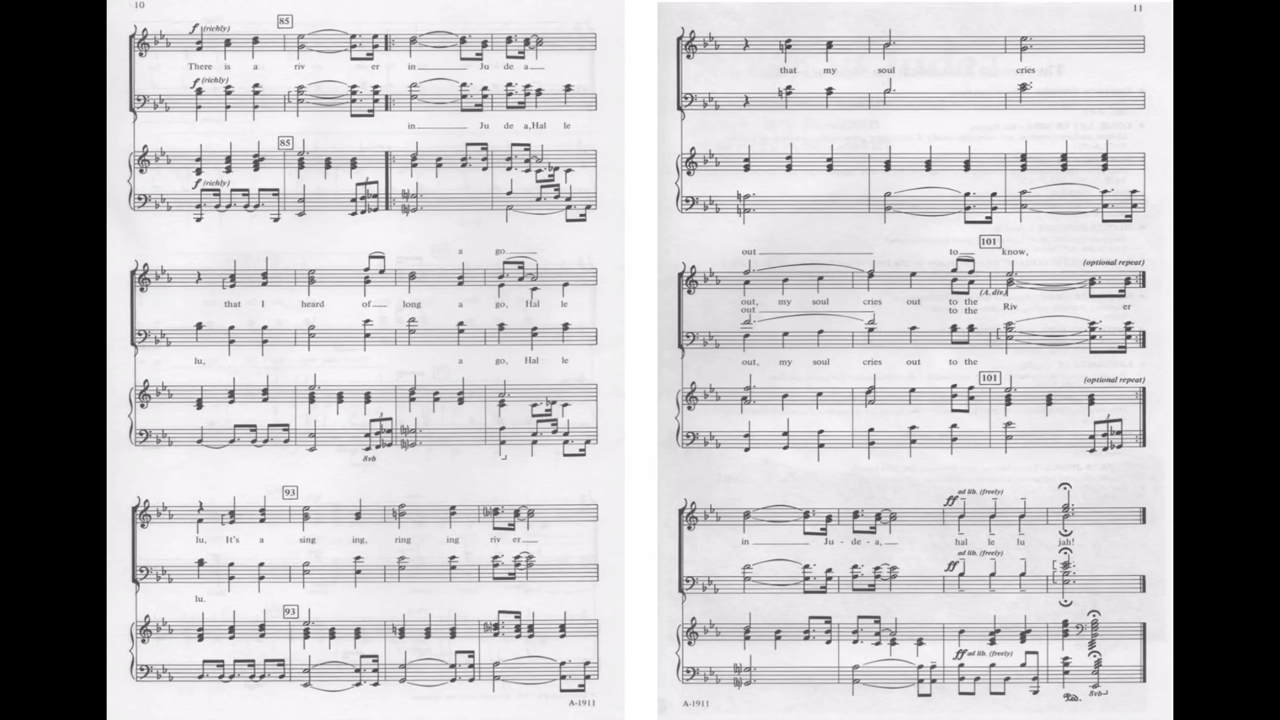 10
f (richly)
85
There is a riv er in Ju de a
f (richly)
in Ju de a, Hal le
85
f (richly)
a go.
that I heard of long a go, Hal le
lu, a go, Hal le
8vb
93
lu, It's a sing ing, ring ing riv er
lu.
93
A-1911
11
that my soul cries
101
out to know,
(optional repeat)
(A. div.)
out, my soul cries out to the Riv er
out to the
out, my soul cries out to the
101
(optional repeat)
ff ad lib. (freely)
in Ju - de - a, hal le lu jah!
ff ad lib. (freely)
ff ad lib. (freely)
Ped. 8vb
A-1911